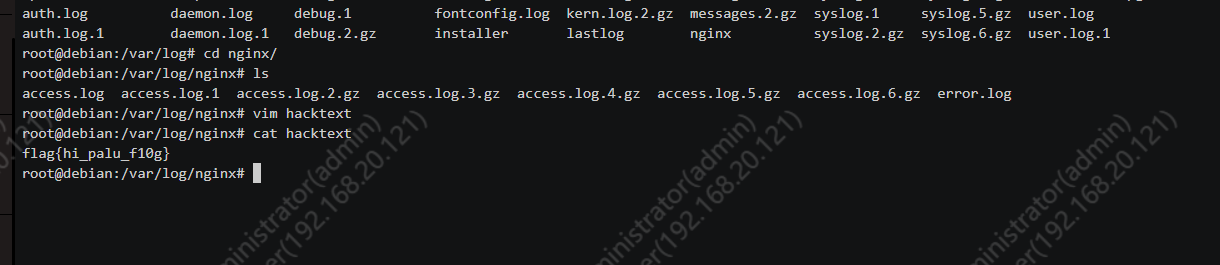 auth.log daemon.log debug.1 fontconfig.log kern.log.2.gz messages.2.gz syslog.1 syslog.5.gz user.log
auth.log.1 daemon.log.1 debug.2.gz installer lastlog nginx syslog.2.gz syslog.6.gz user.log.1
root@debian:/var/log# cd nginx/
root@debian:/var/log/nginx# ls
access.log access.log.1 access.log.2.gz access.log.3.gz access.log.4.gz access.log.5.gz access.log.6.gz error.log
root@debian:/var/log/nginx# vim hacktext
root@debian:/var/log/nginx# cat hacktext
flag{hi_palu_f10g}
root@debian:/var/log/nginx#
ministrator(admin)
er(192.168.20.121)
ministrator(admin)
er(192.168.20.121)
ministrator(admin)
er(192.168.20.121)
20.121)